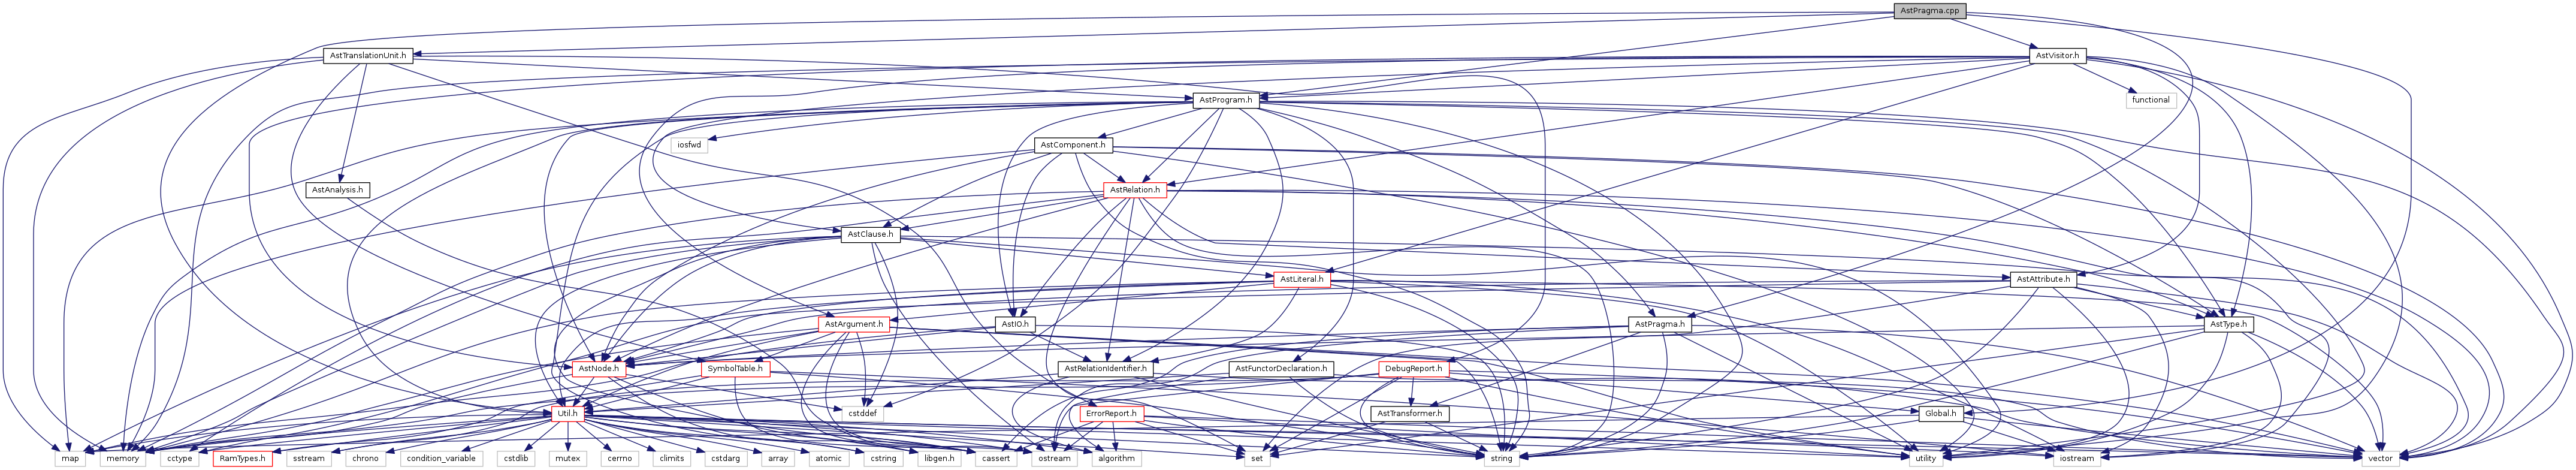 AstPragma.cpp
AstTranslationUnit.h
AstVisitor.h
AstProgram.h
functional
iosfwd
AstComponent.h
AstAnalysis.h
AstRelation.h
AstClause.h
AstLiteral.h
AstAttribute.h
AstArgument.h
AstIO.h
AstPragma.h
AstType.h
AstNode.h
SymbolTable.h
AstRelationIdentifier.h
AstFunctorDeclaration.h
DebugReport.h
Util.h
cstddef
ErrorReport.h
AstTransformer.h
Global.h
map
memory
cctype
RamTypes.h
sstream
chrono
condition_variable
cstdlib
mutex
cerrno
climits
cstdarg
array
atomic
cstring
libgen.h
cassert
ostream
algorithm
set
string
utility
iostream
vector